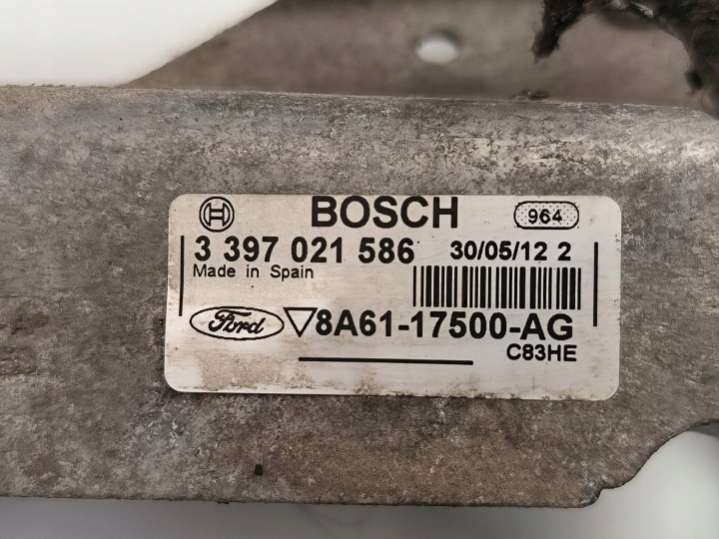 BOSCH 964
3 397 021 586 30/05/12 2
Made in Spain
Ford 8A61-17500-AG
C83HE